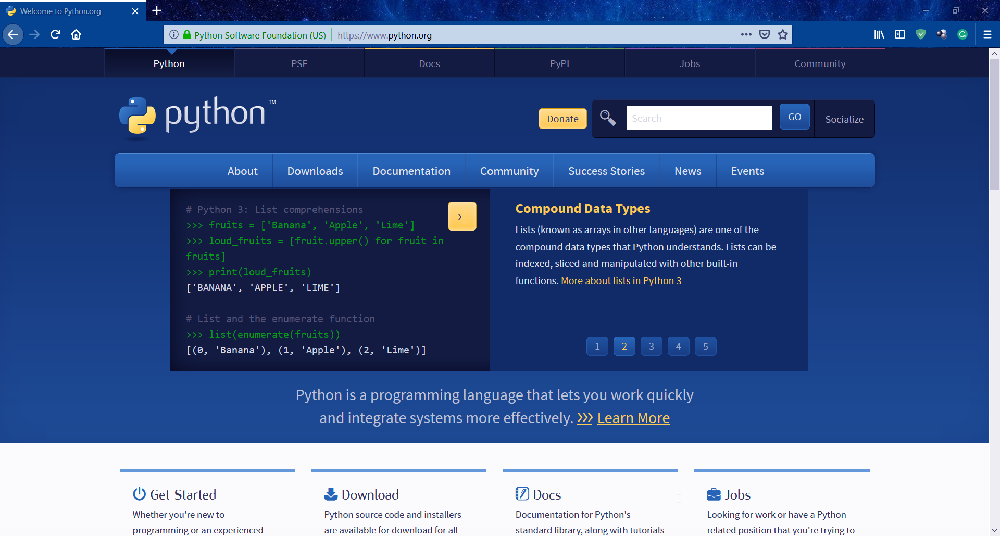 Welcome to Python.org
Python Software Foundation (US) https://www.python.org
Python PSF Docs PyPI Jobs Community
python™
Donate Search GO Socialize
About Downloads Documentation Community Success Stories News Events
# Python 3: List comprehensions
>>> fruits = ['Banana', 'Apple', 'Lime']
>>> loud_fruits = [fruit.upper() for fruit in
fruits]
>>> print(loud_fruits)
['BANANA', 'APPLE', 'LIME']
# List and the enumerate function
>>> list(enumerate(fruits))
[(0, 'Banana'), (1, 'Apple'), (2, 'Lime')]
>_
Compound Data Types
Lists (known as arrays in other languages) are one of the
compound data types that Python understands. Lists can be
indexed, sliced and manipulated with other built-in
functions. More about lists in Python 3
1 2 3 4 5
Python is a programming language that lets you work quickly
and integrate systems more effectively. >>> Learn More
Get Started
Whether you're new to
programming or an experienced
Download
Python source code and installers
are available for download for all
Docs
Documentation for Python's
standard library, along with tutorials
Jobs
Looking for work or have a Python
related position that you're trying to